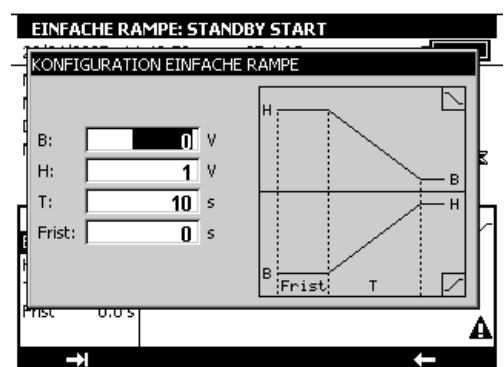 EINFACHE RAMPE: STANDBY START
KONFIGURATION EINFACHE RAMPE
B: 0 V
H: 1 V
T: 10 s
Frist: 0 s
H
B
H
B
Frist T
Frist 0.0 s